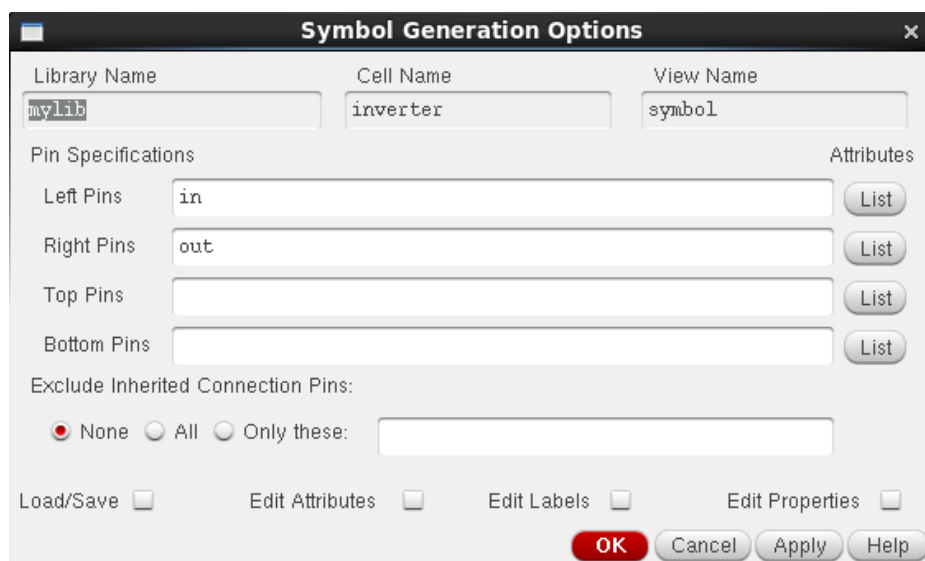 Symbol Generation Options
Library Name Cell Name View Name
mylib inverter symbol
Pin Specifications Attributes
Left Pins in List
Right Pins out List
Top Pins List
Bottom Pins List
Exclude Inherited Connection Pins:
None All Only these:
Load/Save Edit Attributes Edit Labels Edit Properties
OK Cancel Apply Help